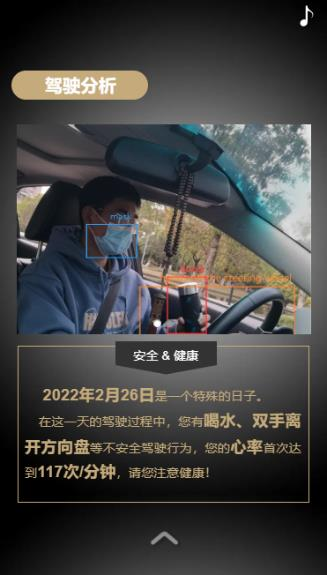 驾驶分析
mask
安全 & 健康
2022年2月26日是一个特殊的日子。
在这一天的驾驶过程中，您有喝水、双手离
开方向盘等不安全驾驶行为，您的心率首次达
到117次/分钟，请您注意健康！